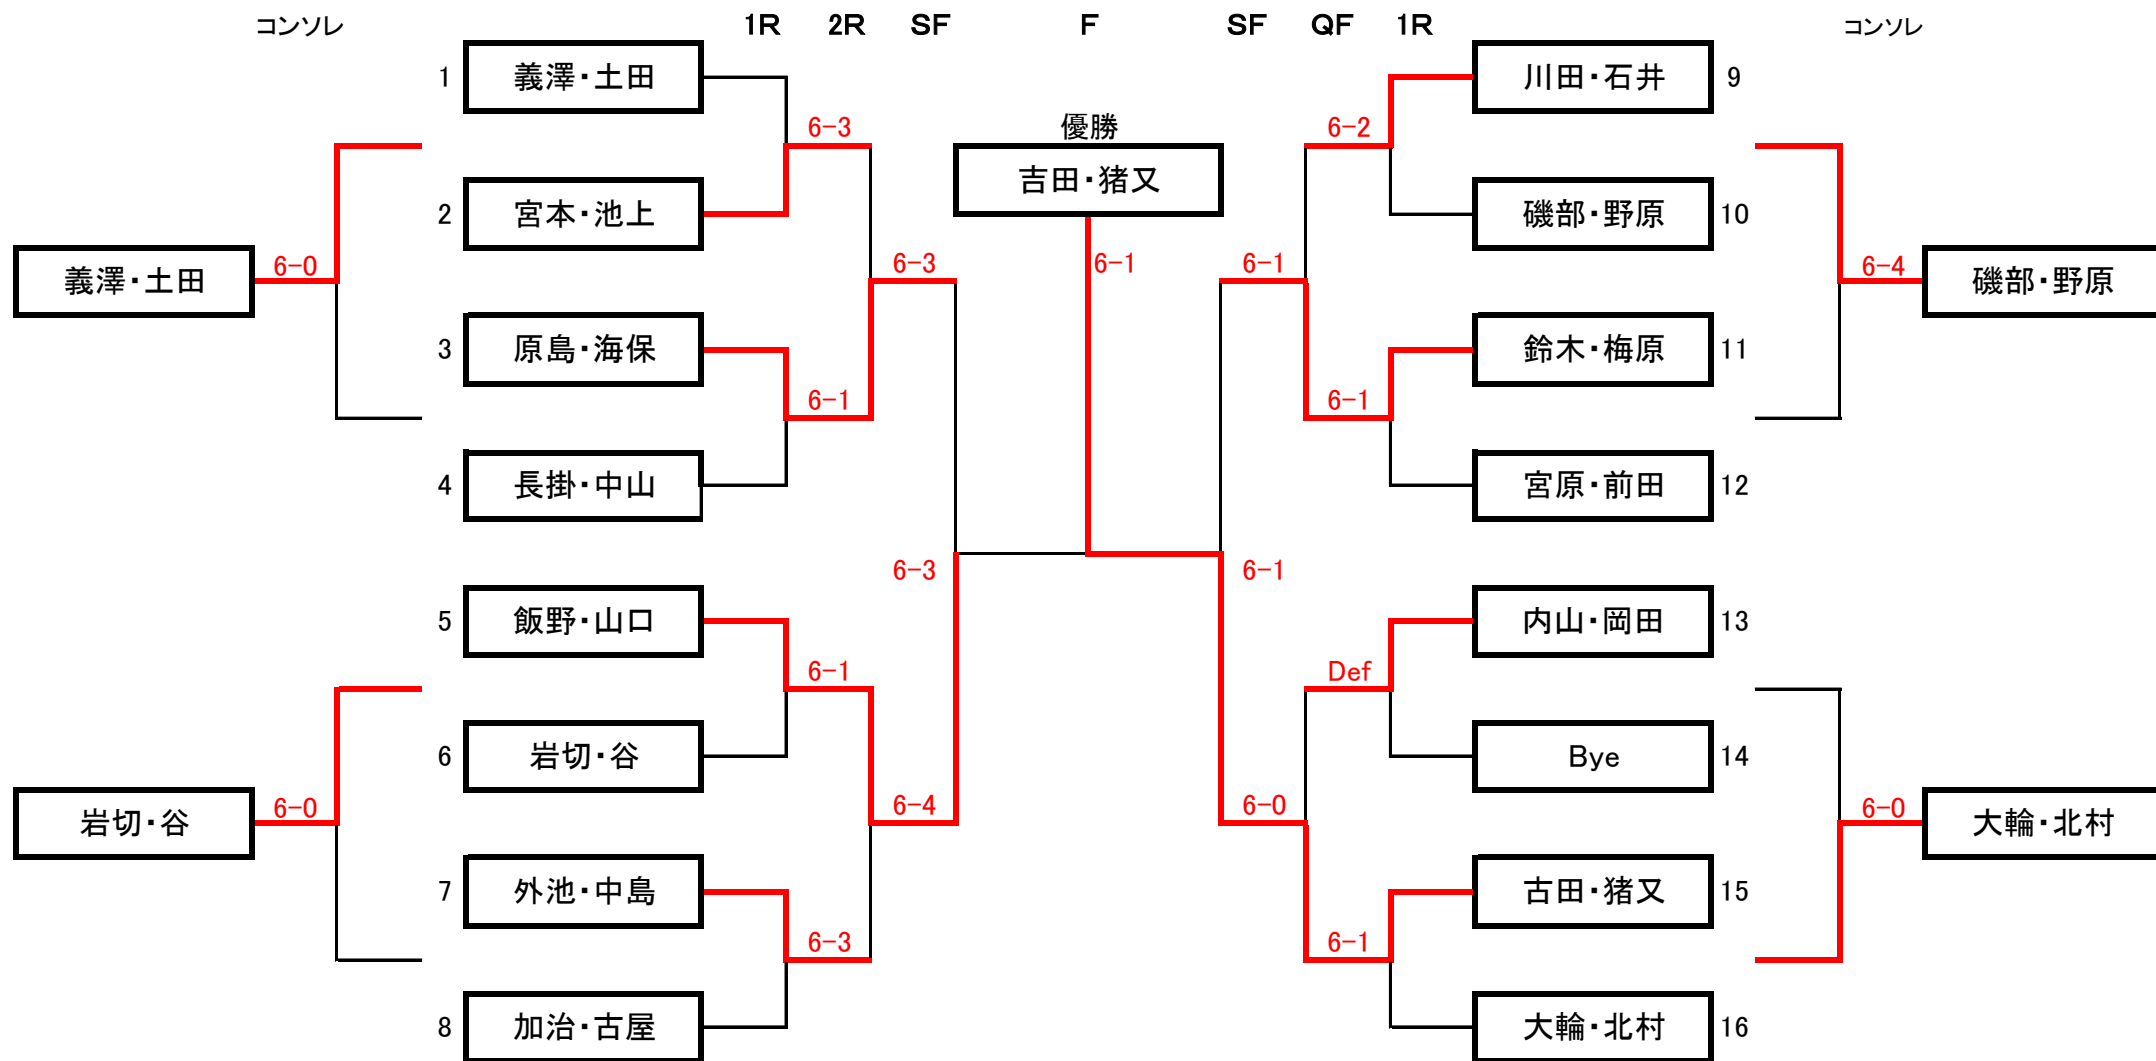 コンソレ 1R 2R SF F SF QF 1R コンソレ
1 義澤・土田 川田・石井 9
6-3 優勝 6-2
2 宮本・池上 吉田・猪又 磯部・野原 10
義澤・土田 6-0 6-3 6-1 6-1 6-4 磯部・野原
3 原島・海保 鈴木・梅原 11
6-1 6-1
4 長掛・中山 宮原・前田 12
6-3 6-1
5 飯野・山口 内山・岡田 13
6-1 Def
6 岩切・谷 Bye 14
岩切・谷 6-0 6-4 6-0 6-0 大輪・北村
7 外池・中島 古田・猪又 15
6-3 6-1
8 加治・古屋 大輪・北村 16